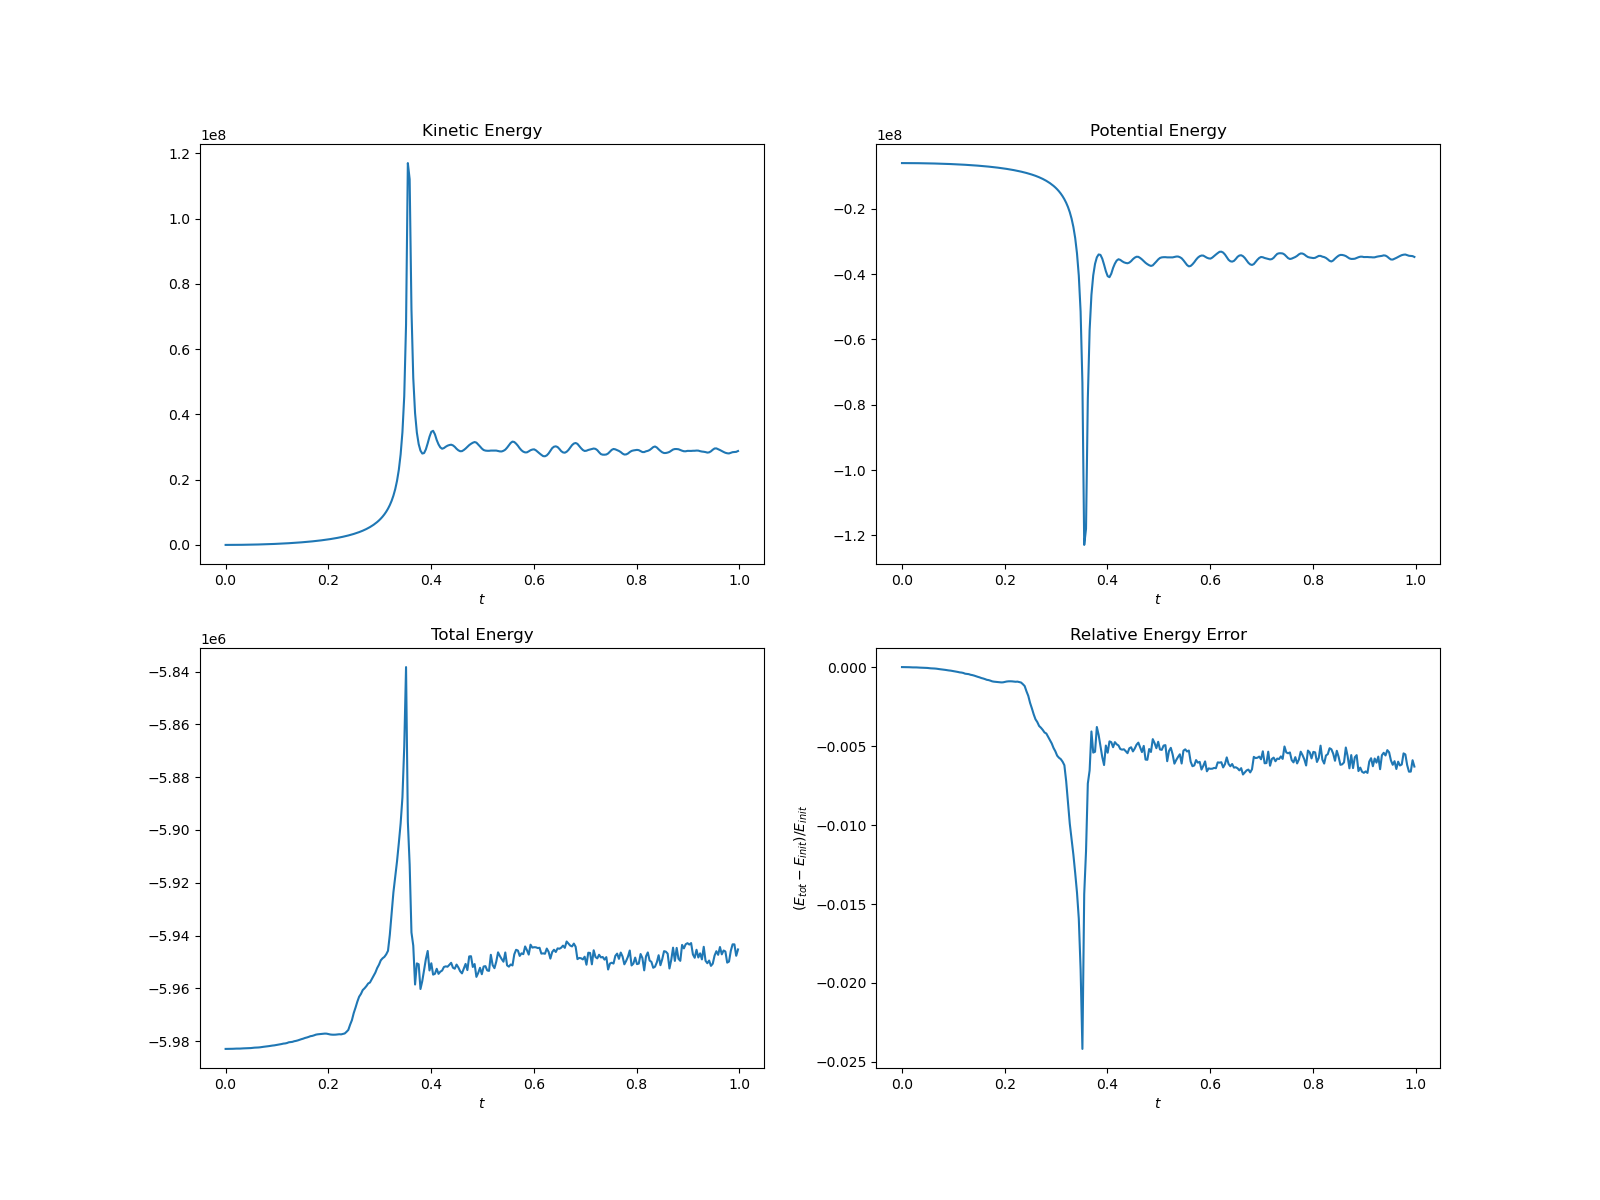 Kinetic Energy
1e8
1.2
1.0
0.8
0.6
0.4
0.2
0.0
0.0 0.2 0.4 0.6 0.8 1.0
t
Potential Energy
1e8
−0.2
−0.4
−0.6
−0.8
−1.0
−1.2
0.0 0.2 0.4 0.6 0.8 1.0
t
Total Energy
1e6
−5.84
−5.86
−5.88
−5.90
−5.92
−5.94
−5.96
−5.98
0.0 0.2 0.4 0.6 0.8 1.0
t
Relative Energy Error
(E_{tot} − E_{init})/E_{init}
0.000
−0.005
−0.010
−0.015
−0.020
−0.025
0.0 0.2 0.4 0.6 0.8 1.0
t